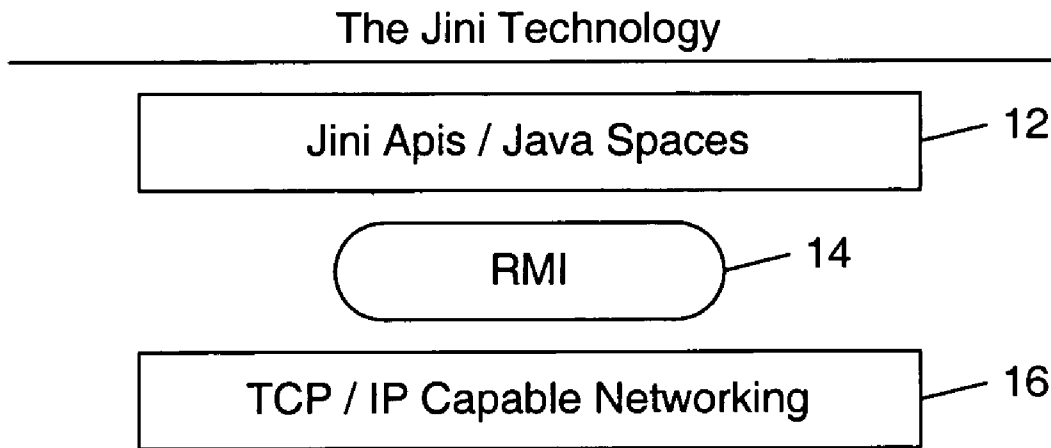 The Jini Technology
Jini Apis / Java Spaces
12
RMI
14
TCP / IP Capable Networking
16